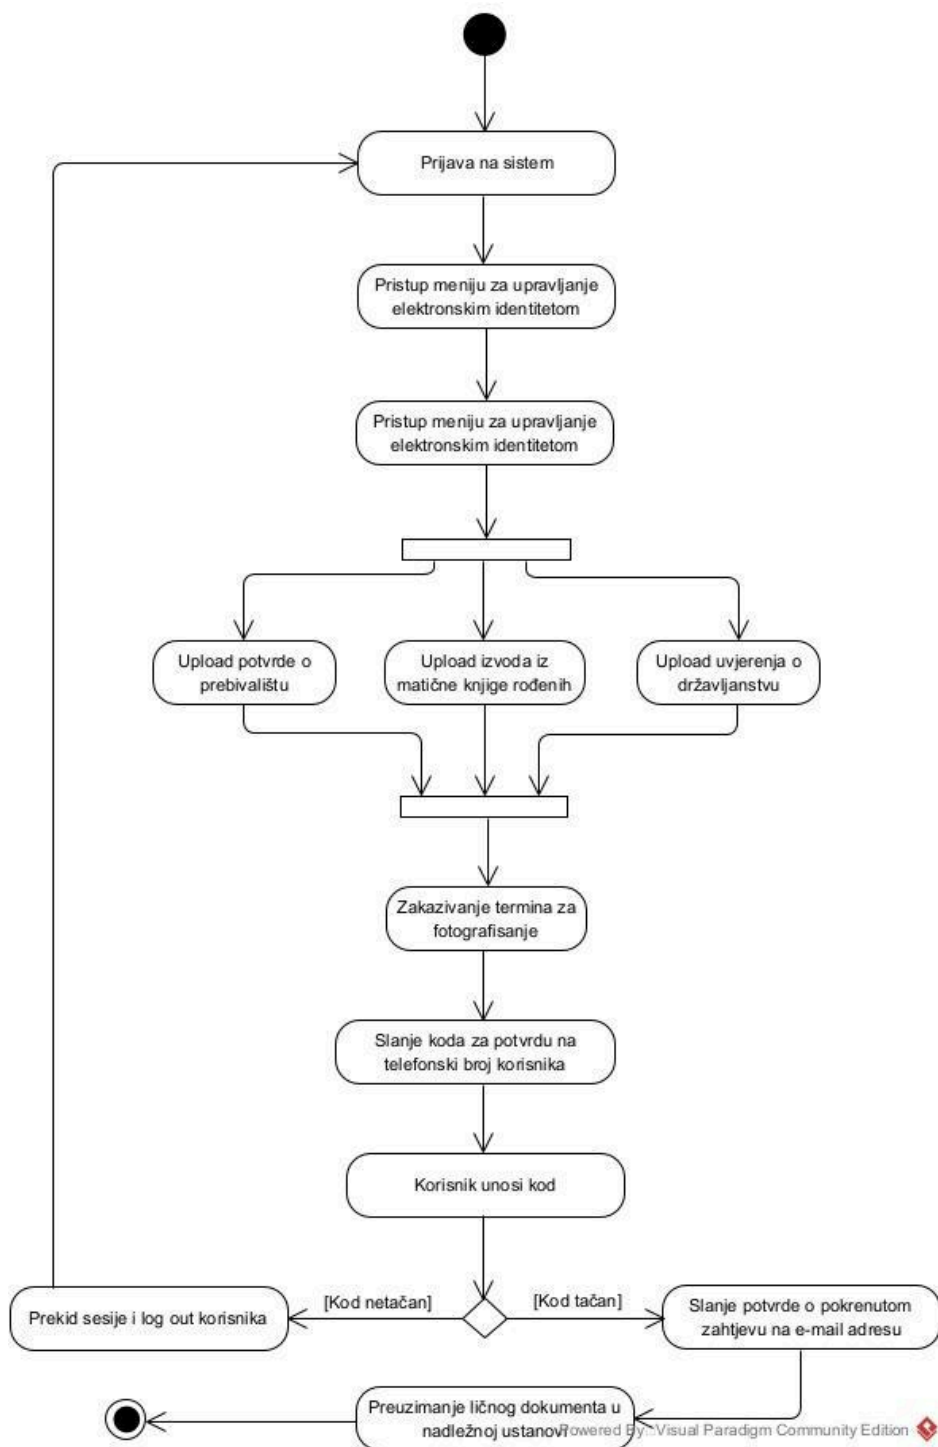 Prijava na sistem
Pristup meniju za upravljanje
elektronskim identitetom
Pristup meniju za upravljanje
elektronskim identitetom
Upload potvrde o
prebivalištu
Upload izvoda iz
matične knjige rođenih
Upload uvjerenja o
državljanstvu
Zakazivanje termina za
fotografisanje
Slanje koda za potvrdu na
telefonski broj korisnika
Korisnik unosi kod
[Kod netačan]
[Kod tačan]
Prekid sesije i log out korisnika
Slanje potvrde o pokrenutom
zahtjevu na e-mail adresu
Preuzimanje ličnog dokumenta u
nadležnoj ustanovi
Powered By: Visual Paradigm Community Edition